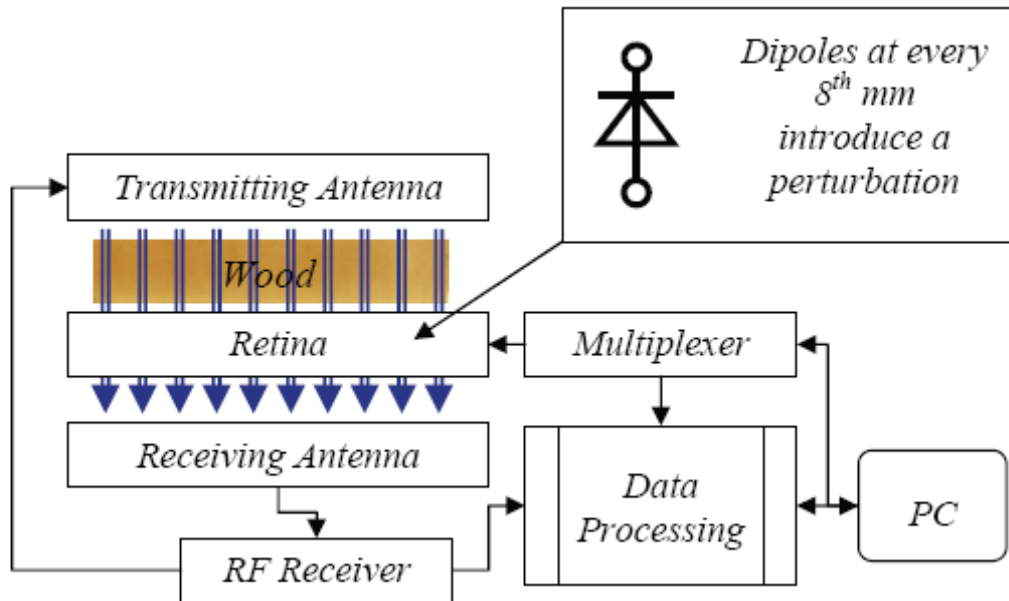 Dipoles at every
8th mm
introduce a
perturbation
Transmitting Antenna
Wood
Retina
Multiplexer
Receiving Antenna
Data
Processing
PC
RF Receiver